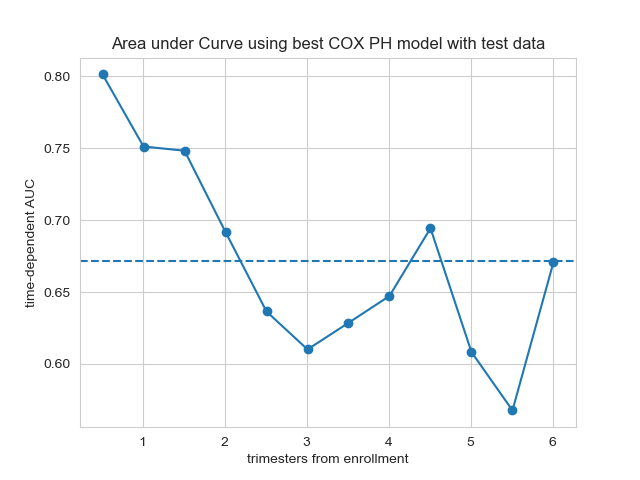 Area under Curve using best COX PH model with test data
time-dependent AUC
0.80
0.75
0.70
0.65
0.60
1 2 3 4 5 6
trimesters from enrollment